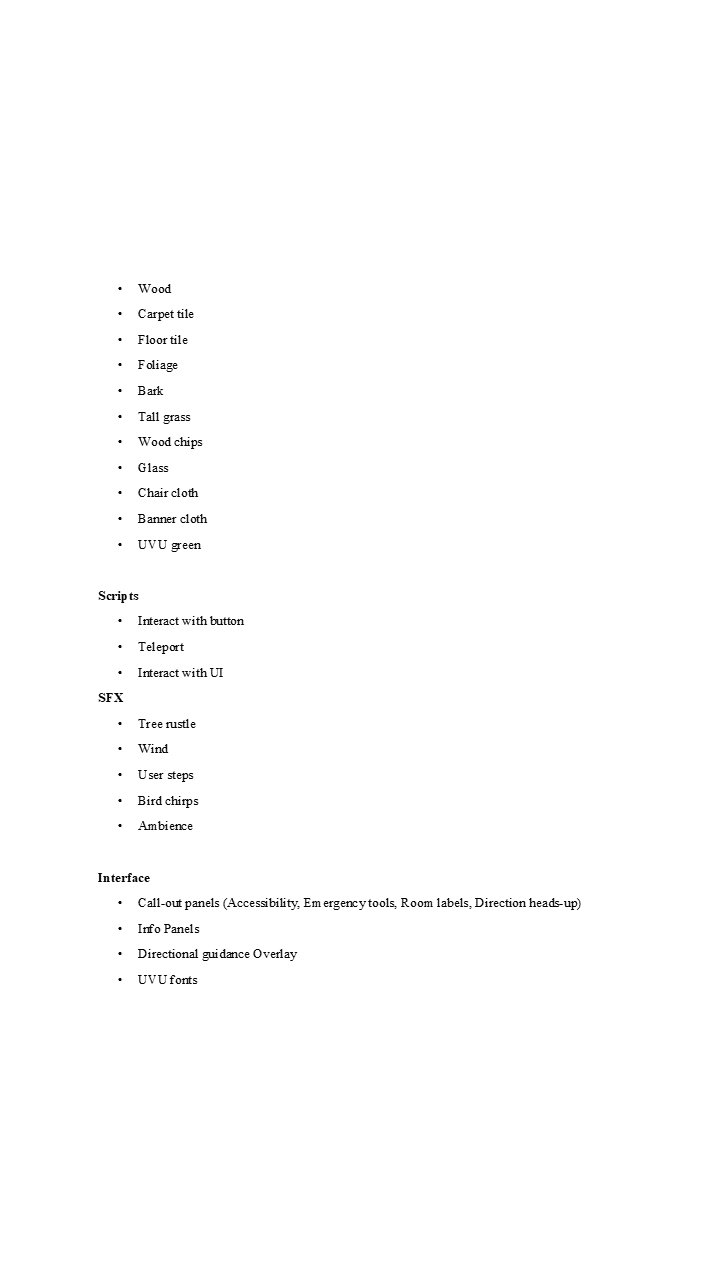 • Wood
• Carpet tile
• Floor tile
• Foliage
• Bark
• Tall grass
• Wood chips
• Glass
• Chair cloth
• Banner cloth
• UVU green
Scripts
• Interact with button
• Teleport
• Interact with UI
SFX
• Tree rustle
• Wind
• User steps
• Bird chirps
• Ambience
Interface
• Call-out panels (Accessibility, Emergency tools, Room labels, Direction heads-up)
• Info Panels
• Directional guidance Overlay
• UVU fonts